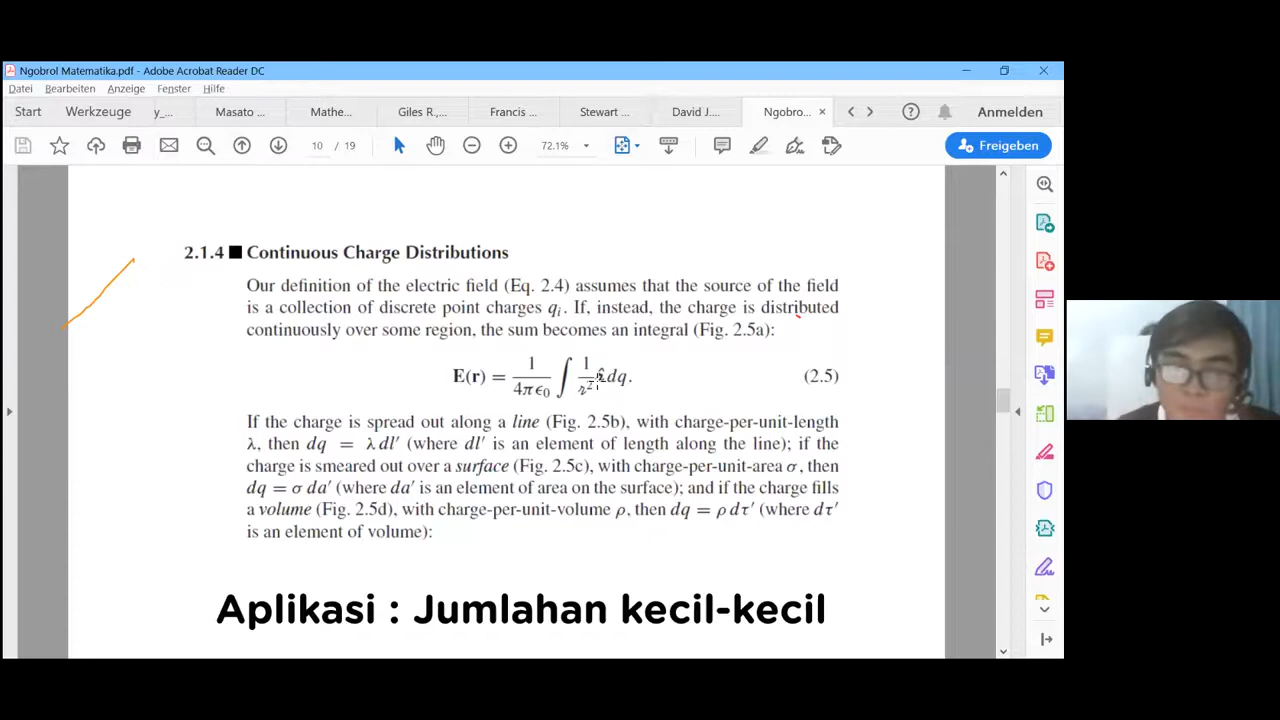 Ngobrol Matematika.pdf - Adobe Acrobat Reader DC
Datei Bearbeiten Anzeige Fenster Hilfe
Start Werkzeuge y_... Masato ... Mathe... Giles R.,... Francis ... Stewart ... David J.... Ngobro... × Anmelden
10 / 19 72.1% Freigeben
2.1.4 ■ Continuous Charge Distributions
Our definition of the electric field (Eq. 2.4) assumes that the source of the field
is a collection of discrete point charges qᵢ. If, instead, the charge is distributed
continuously over some region, the sum becomes an integral (Fig. 2.5a):
E(r) = 1/4πϵ₀ ∫ 1/𝓇² 𝓇̂ dq. (2.5)
If the charge is spread out along a line (Fig. 2.5b), with charge-per-unit-length
λ, then dq = λ dl′ (where dl′ is an element of length along the line); if the
charge is smeared out over a surface (Fig. 2.5c), with charge-per-unit-area σ, then
dq = σ da′ (where da′ is an element of area on the surface); and if the charge fills
a volume (Fig. 2.5d), with charge-per-unit-volume ρ, then dq = ρ dτ′ (where dτ′
is an element of volume):
Aplikasi : Jumlahan kecil-kecil